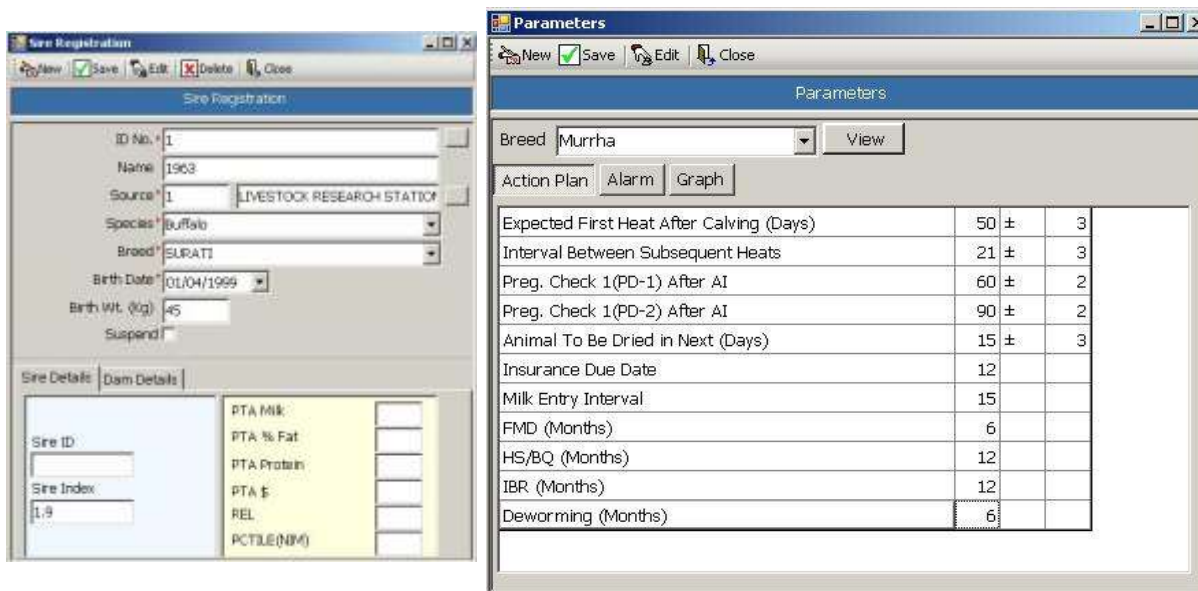 Sire Registration
New Save Edit Delete Close
Sire Registration
ID No.* 1
Name 1963
Source* 1 LIVESTOCK RESEARCH STATION
Species* Buffalo
Breed* SURATI
Birth Date* 01/04/1999
Birth Wt. (Kg) 45
Suspend
Sire Details Dam Details
Sire ID
Sire Index
1.9
PTA Milk
PTA % Fat
PTA Protein
PTA $
REL
PCTILE(NIM)
Parameters
New Save Edit Close
Parameters
Breed Murrha View
Action Plan Alarm Graph
Expected First Heat After Calving (Days) 50 ± 3
Interval Between Subsequent Heats 21 ± 3
Preg. Check 1(PD-1) After AI 60 ± 2
Preg. Check 1(PD-2) After AI 90 ± 2
Animal To Be Dried in Next (Days) 15 ± 3
Insurance Due Date 12
Milk Entry Interval 15
FMD (Months) 6
HS/BQ (Months) 12
IBR (Months) 12
Deworming (Months) 6